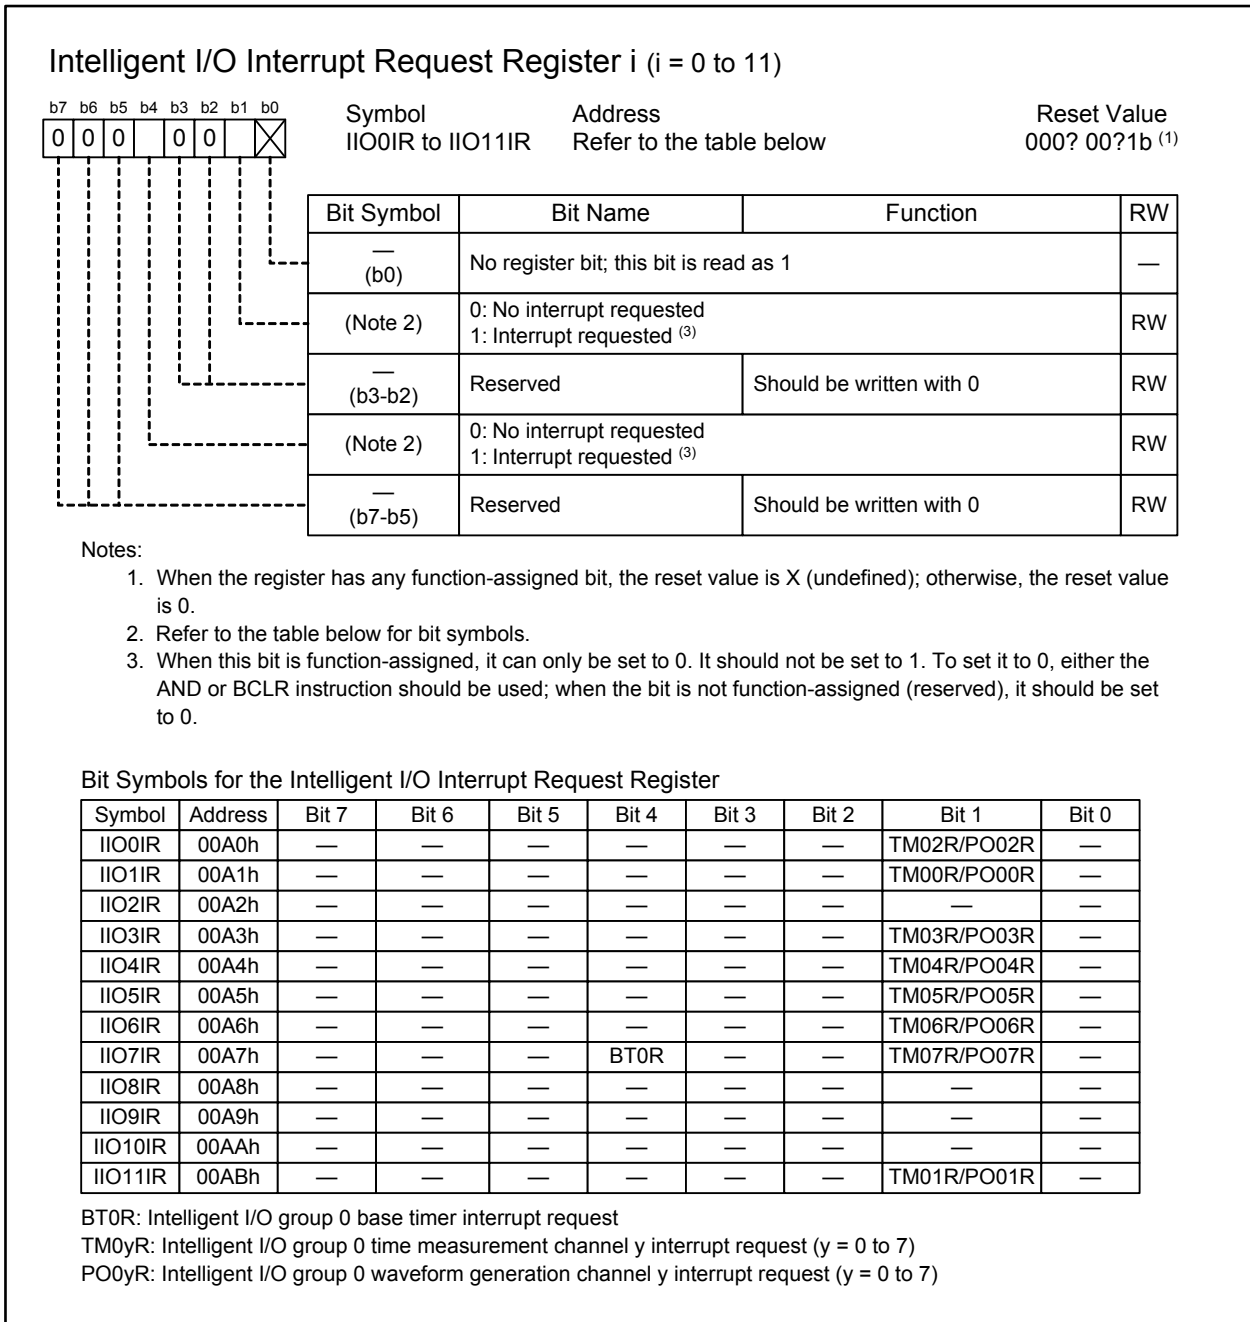 Intelligent I/O Interrupt Request Register i (i = 0 to 11)
b7 b6 b5 b4 b3 b2 b1 b0
0 0 0 0 0
Symbol Address Reset Value
IIO0IR to IIO11IR Refer to the table below 000? 00?1b (1)
Bit Symbol Bit Name Function RW
— (b0) No register bit; this bit is read as 1 —
(Note 2) 0: No interrupt requested
1: Interrupt requested (3) RW
— (b3-b2) Reserved Should be written with 0 RW
(Note 2) 0: No interrupt requested
1: Interrupt requested (3) RW
— (b7-b5) Reserved Should be written with 0 RW
Notes:
1. When the register has any function-assigned bit, the reset value is X (undefined); otherwise, the reset value
is 0.
2. Refer to the table below for bit symbols.
3. When this bit is function-assigned, it can only be set to 0. It should not be set to 1. To set it to 0, either the
AND or BCLR instruction should be used; when the bit is not function-assigned (reserved), it should be set
to 0.
Bit Symbols for the Intelligent I/O Interrupt Request Register
Symbol Address Bit 7 Bit 6 Bit 5 Bit 4 Bit 3 Bit 2 Bit 1 Bit 0
IIO0IR 00A0h — — — — — — TM02R/PO02R —
IIO1IR 00A1h — — — — — — TM00R/PO00R —
IIO2IR 00A2h — — — — — — — —
IIO3IR 00A3h — — — — — — TM03R/PO03R —
IIO4IR 00A4h — — — — — — TM04R/PO04R —
IIO5IR 00A5h — — — — — — TM05R/PO05R —
IIO6IR 00A6h — — — — — — TM06R/PO06R —
IIO7IR 00A7h — — — BT0R — — TM07R/PO07R —
IIO8IR 00A8h — — — — — — — —
IIO9IR 00A9h — — — — — — — —
IIO10IR 00AAh — — — — — — — —
IIO11IR 00ABh — — — — — — TM01R/PO01R —
BT0R: Intelligent I/O group 0 base timer interrupt request
TM0yR: Intelligent I/O group 0 time measurement channel y interrupt request (y = 0 to 7)
PO0yR: Intelligent I/O group 0 waveform generation channel y interrupt request (y = 0 to 7)